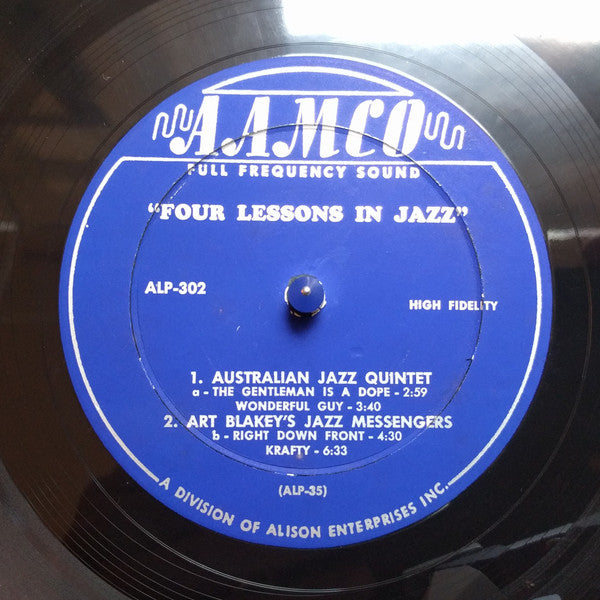 AAMCO
FULL FREQUENCY SOUND
"FOUR LESSONS IN JAZZ"
ALP-302
HIGH FIDELITY
1. AUSTRALIAN JAZZ QUINTET
a - THE GENTLEMAN IS A DOPE - 2:59
WONDERFUL GUY - 3:40
2. ART BLAKEY'S JAZZ MESSENGERS
b - RIGHT DOWN FRONT - 4:30
KRAFTY - 6:33
(ALP-35)
A DIVISION OF ALISON ENTERPRISES INC.